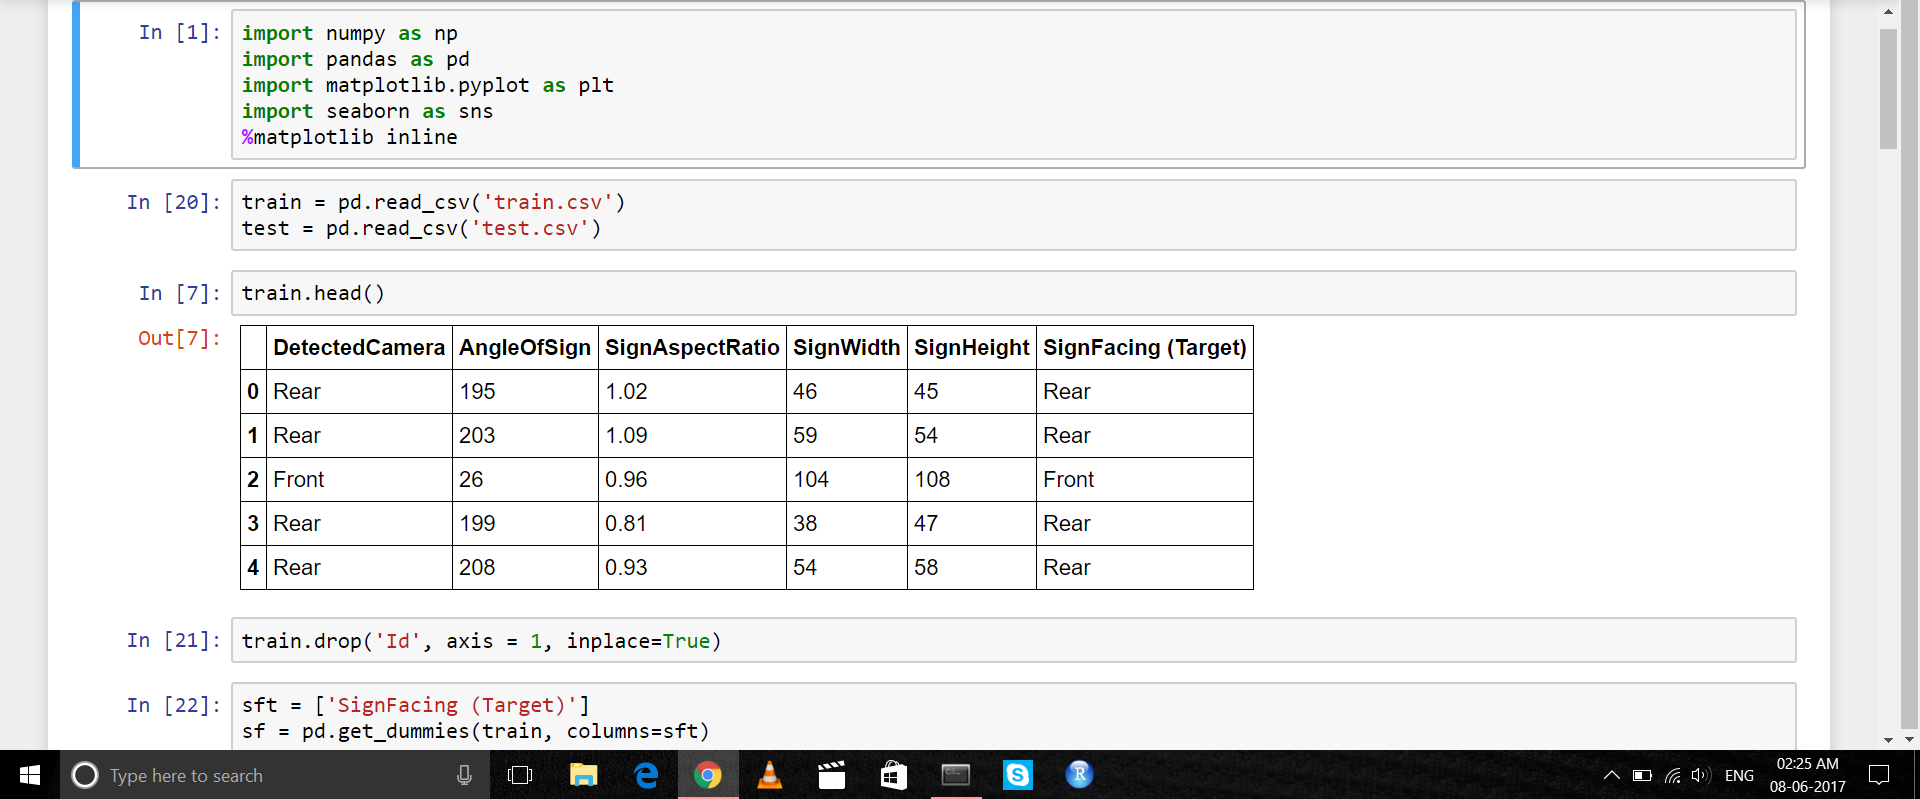 In [1]:
import numpy as np
import pandas as pd
import matplotlib.pyplot as plt
import seaborn as sns
%matplotlib inline
In [20]:
train = pd.read_csv('train.csv')
test = pd.read_csv('test.csv')
In [7]:
train.head()
Out[7]:
DetectedCamera AngleOfSign SignAspectRatio SignWidth SignHeight SignFacing (Target)
0 Rear 195 1.02 46 45 Rear
1 Rear 203 1.09 59 54 Rear
2 Front 26 0.96 104 108 Front
3 Rear 199 0.81 38 47 Rear
4 Rear 208 0.93 54 58 Rear
In [21]:
train.drop('Id', axis = 1, inplace=True)
In [22]:
sft = ['SignFacing (Target)']
sf = pd.get_dummies(train, columns=sft)
Type here to search
ENG
02:25 AM
08-06-2017